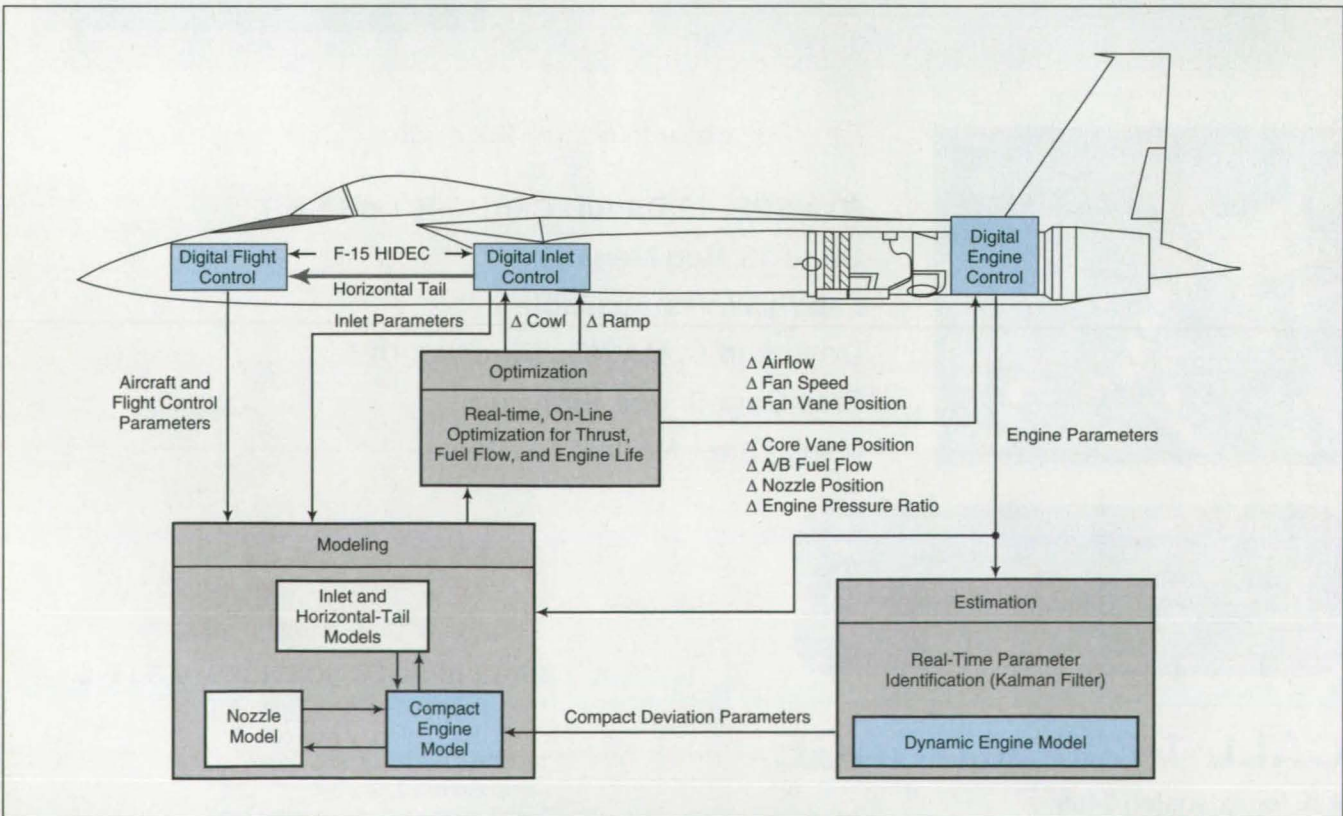 Digital Flight
Control
F-15 HIDEC
Digital Inlet
Control
Digital
Engine
Control
Horizontal Tail
Inlet Parameters
Δ Cowl
Δ Ramp
Aircraft and
Flight Control
Parameters
Optimization
Real-time, On-Line
Optimization for Thrust,
Fuel Flow, and Engine Life
Δ Airflow
Δ Fan Speed
Δ Fan Vane Position
Δ Core Vane Position
Δ A/B Fuel Flow
Δ Nozzle Position
Δ Engine Pressure Ratio
Engine Parameters
Modeling
Inlet and
Horizontal-Tail
Models
Nozzle
Model
Compact
Engine
Model
Compact Deviation Parameters
Estimation
Real-Time Parameter
Identification (Kalman Filter)
Dynamic Engine Model